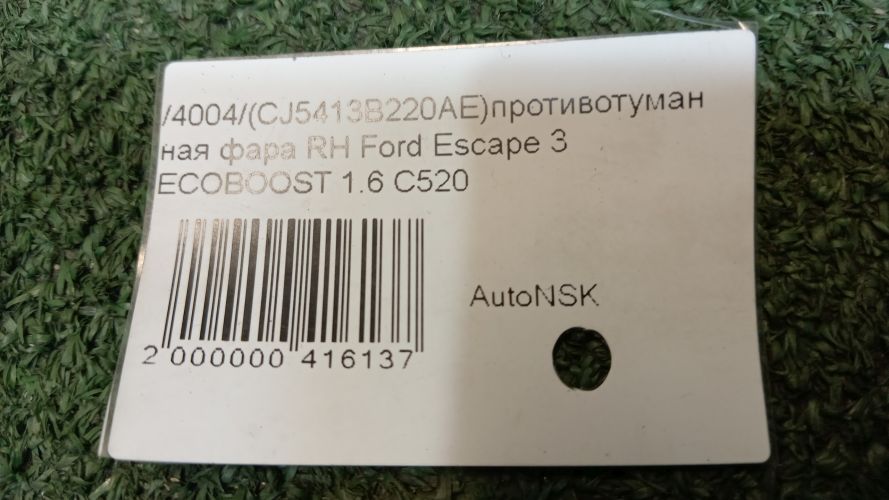 /4004/(CJ5413B220AE)противотуман
ная фара RH Ford Escape 3
ECOBOOST 1.6 C520
AutoNSK
2 000000 416137